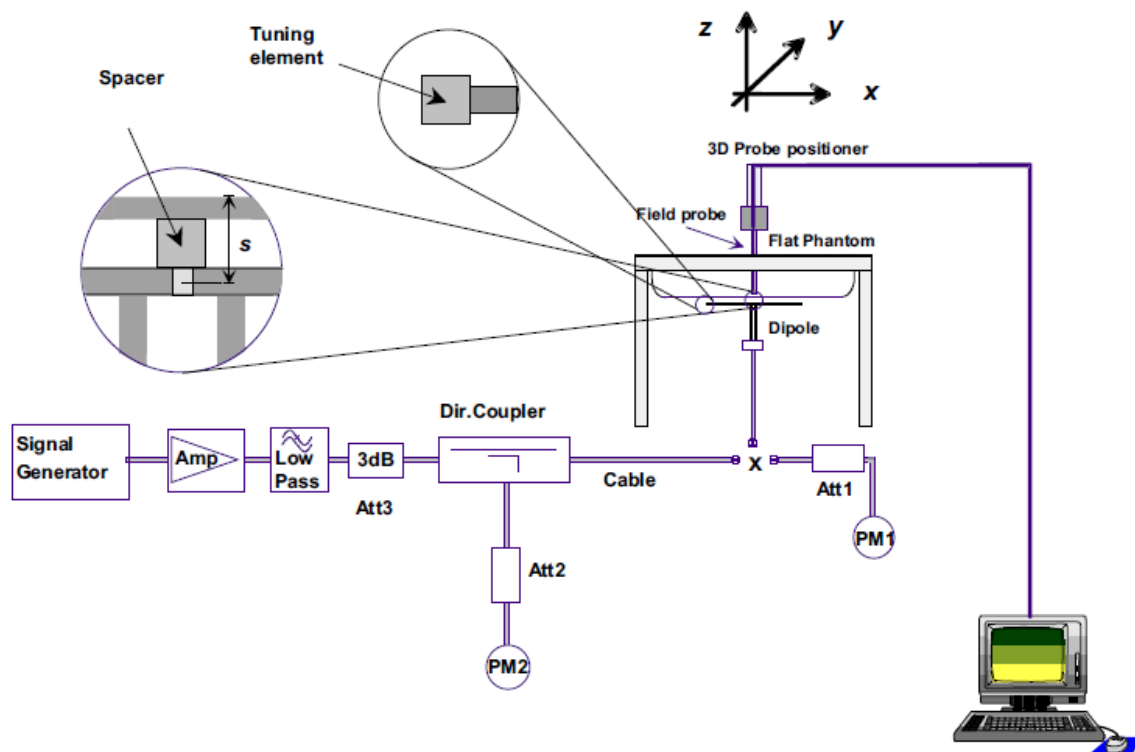 Tuning
element
z
y
x
Spacer
3D Probe positioner
Field probe
Flat Phantom
s
Dipole
Dir.Coupler
Signal
Generator
Amp
Low
Pass
3dB
Att3
Cable
x
Att1
PM1
Att2
PM2